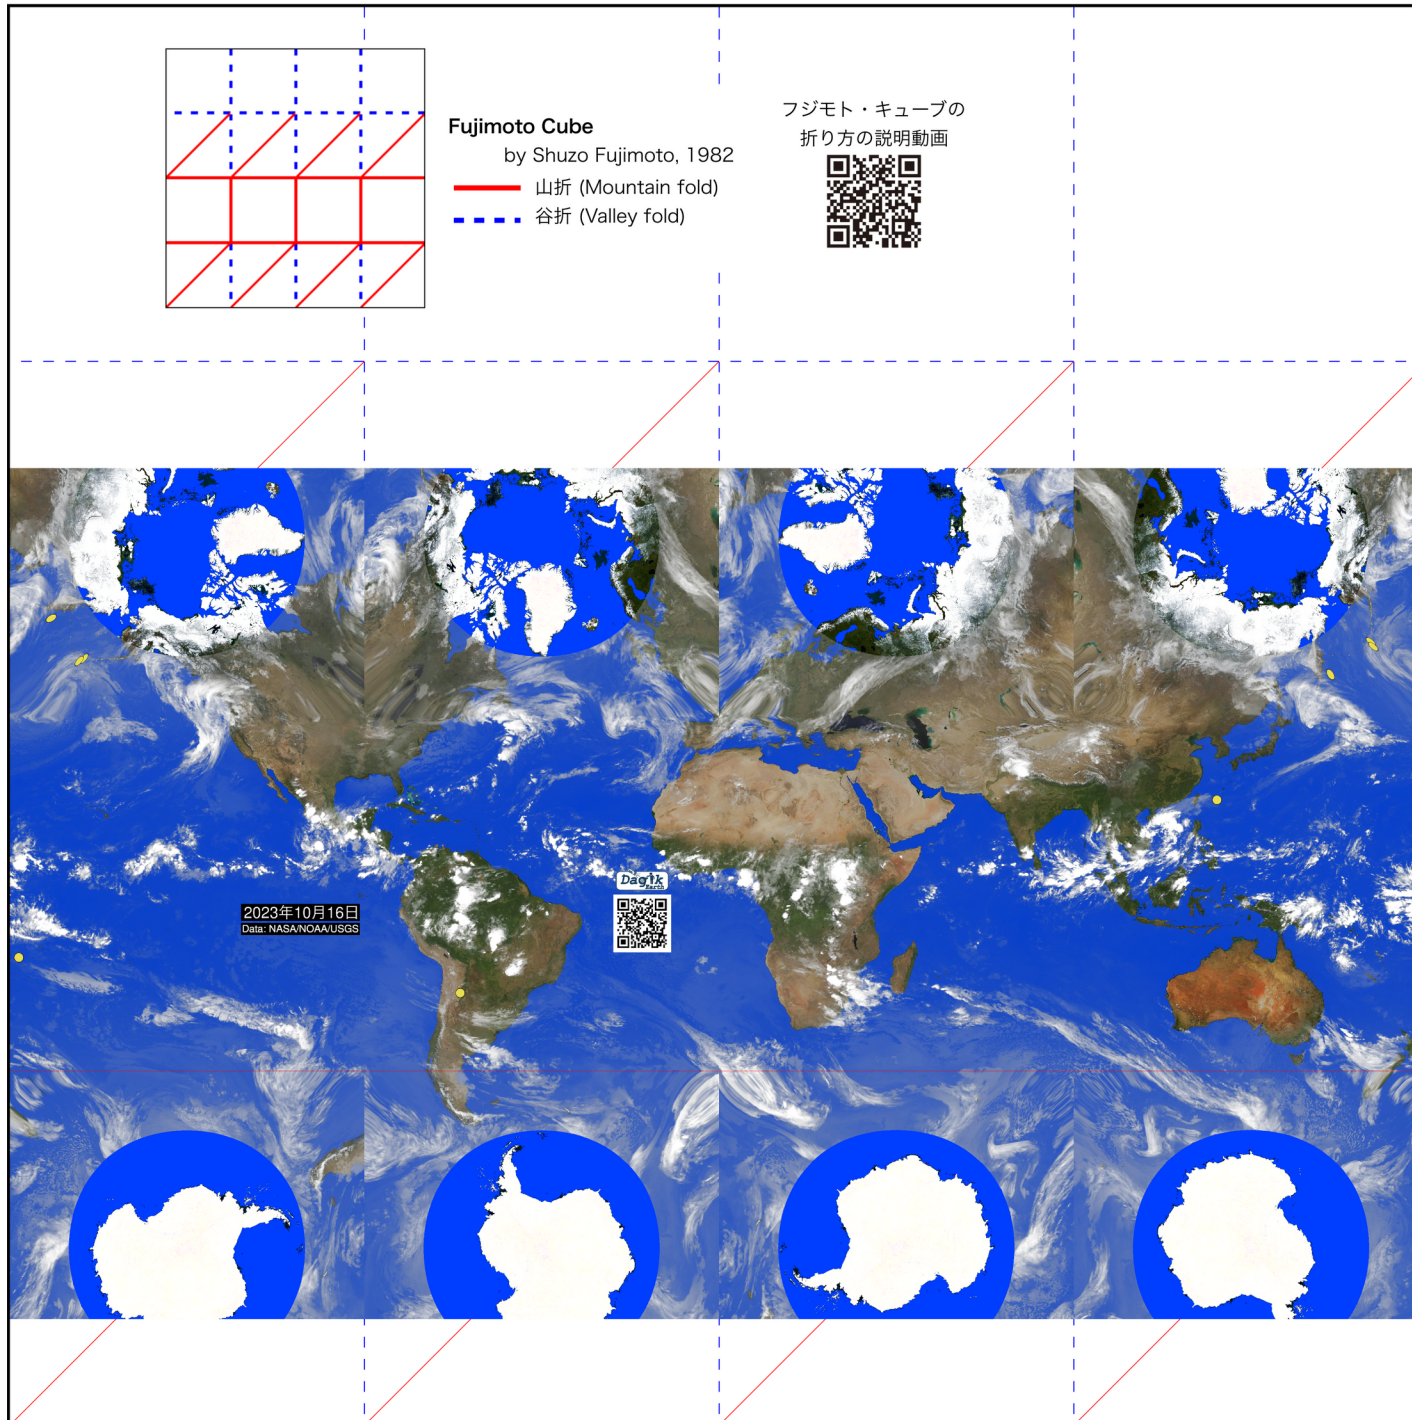 Fujimoto Cube
by Shuzo Fujimoto, 1982
山折 (Mountain fold)
谷折 (Valley fold)
フジモト・キューブの
折り方の説明動画
Dagik
Earth
2023年10月16日
Data: NASA/NOAA/USGS